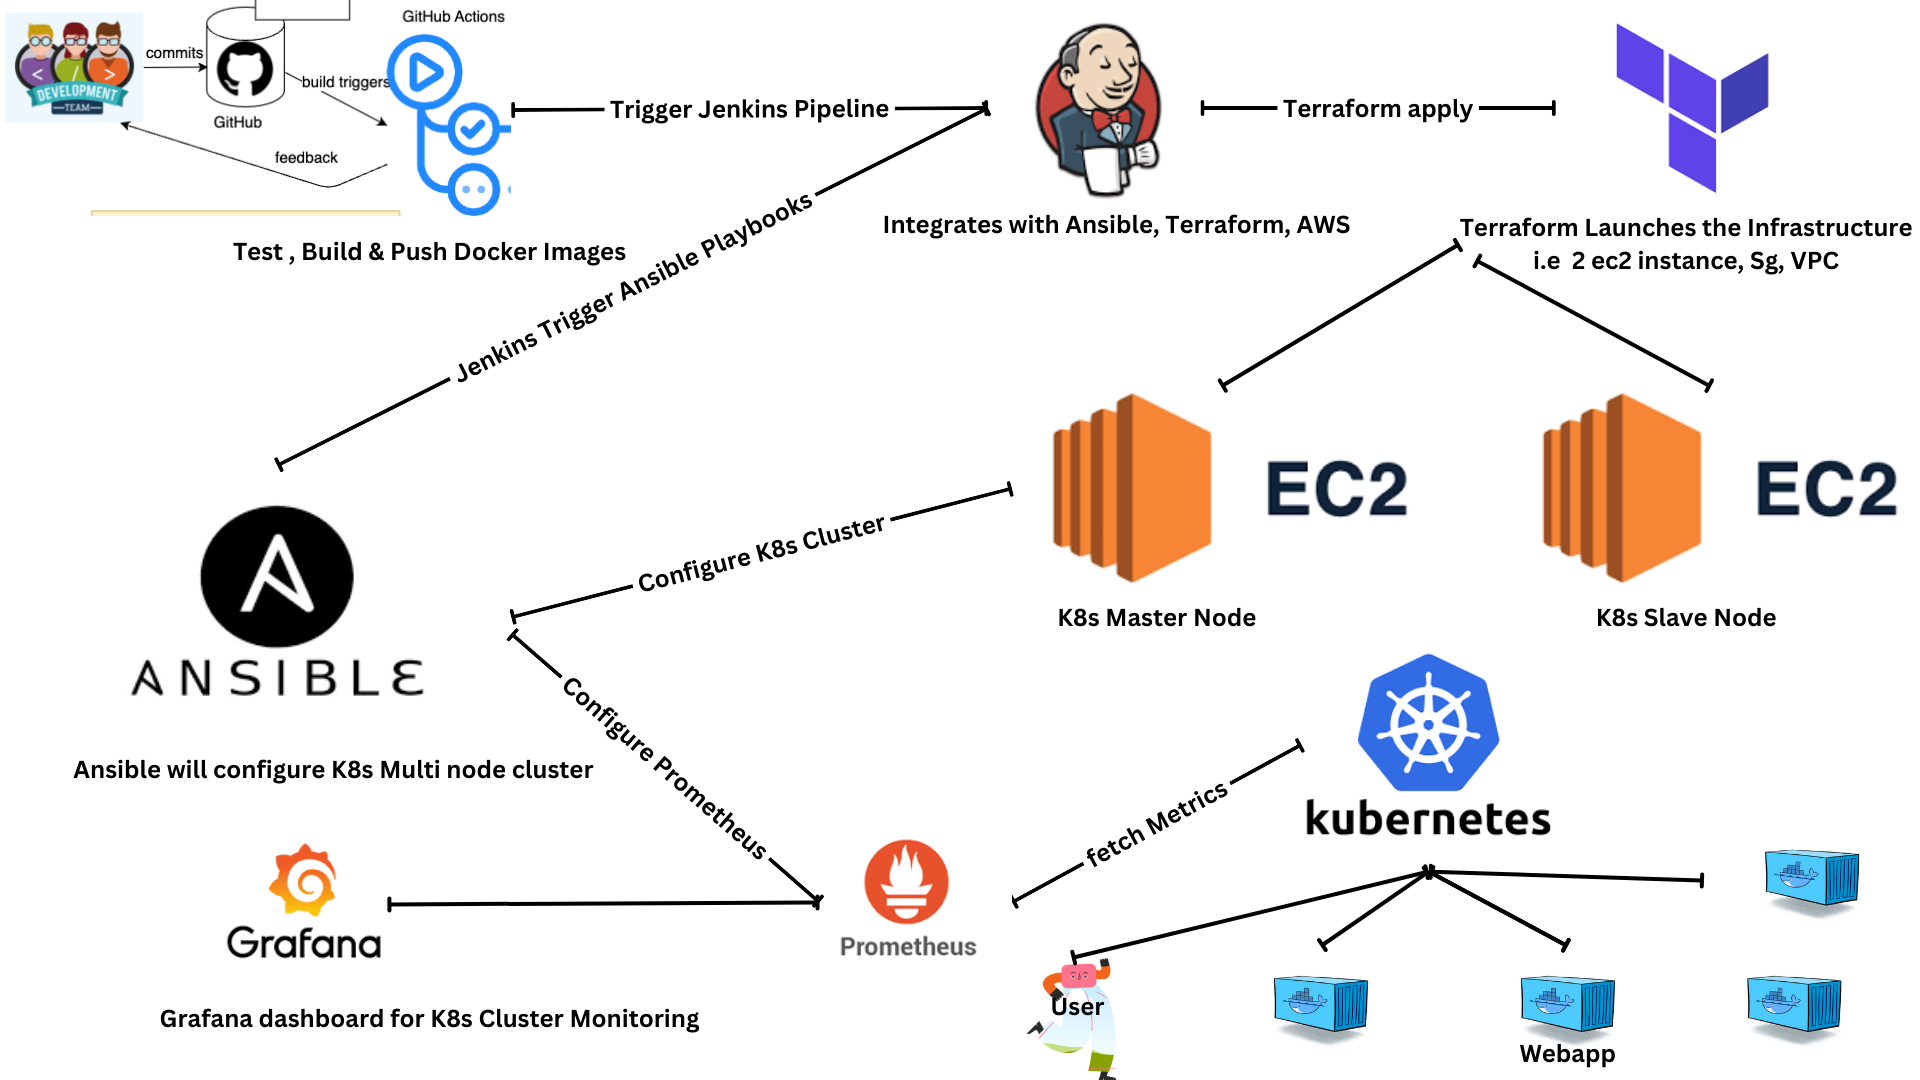 GitHub Actions
commits
< / >
DEVELOPMENT
TEAM
build triggers
GitHub
feedback
Trigger Jenkins Pipeline
Terraform apply
Test , Build & Push Docker Images
Integrates with Ansible, Terraform, AWS
Terraform Launches the Infrastructure
i.e 2 ec2 instance, Sg, VPC
Jenkins Trigger Ansible Playbooks
EC2
EC2
Configure K8s Cluster
K8s Master Node
K8s Slave Node
ANSIBLE
Ansible will configure K8s Multi node cluster
Configure Prometheus
fetch Metrics
kubernetes
Grafana
Prometheus
Grafana dashboard for K8s Cluster Monitoring
User
Webapp